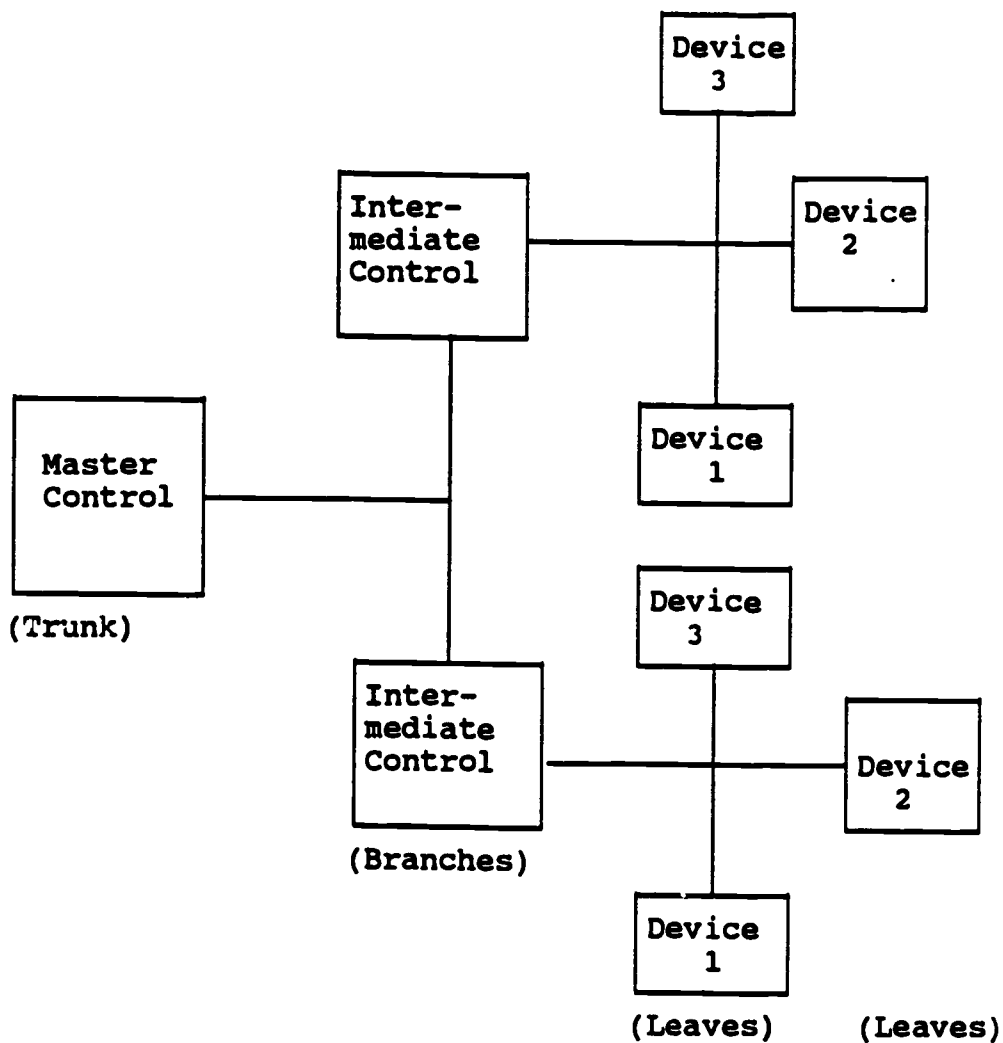 Device
3
Inter-
mediate
Control
Device
2
Master
Control
(Trunk)
Device
1
Device
3
Inter-
mediate
Control
(Branches)
Device
2
Device
1
(Leaves)
(Leaves)